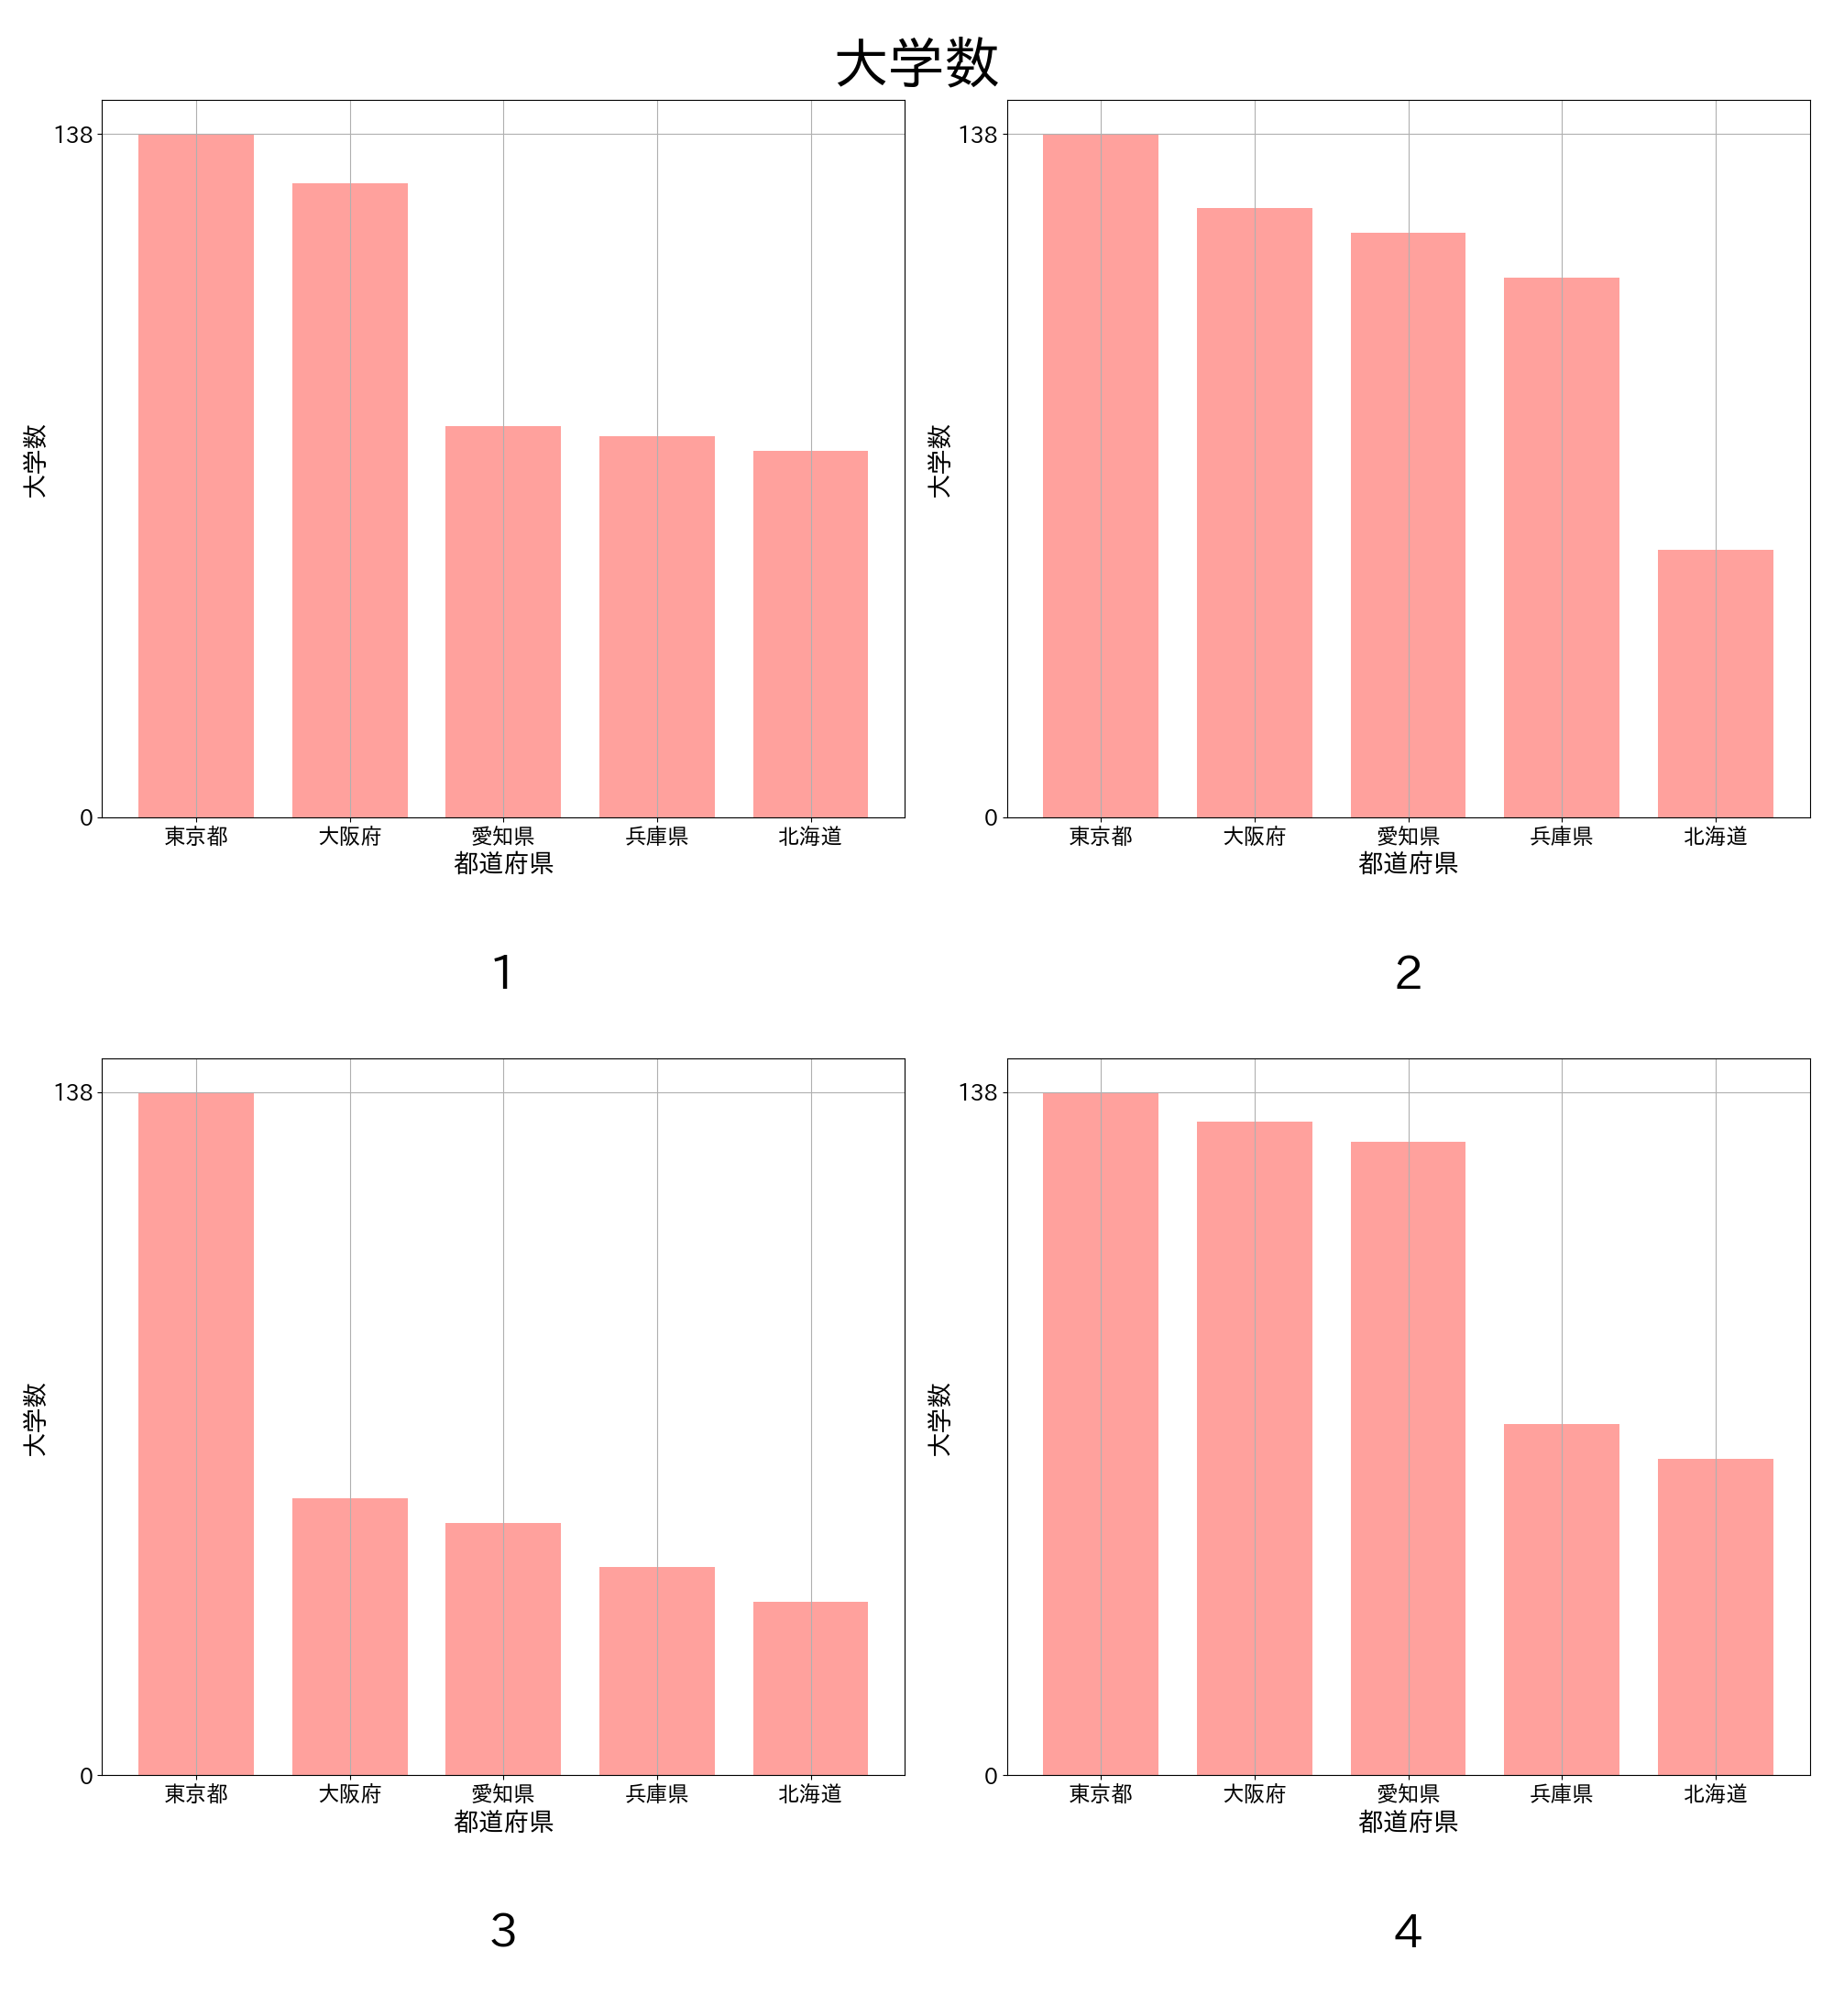 大学数
138
0
大学数
東京都 大阪府 愛知県 兵庫県 北海道
都道府県
1
138
0
大学数
東京都 大阪府 愛知県 兵庫県 北海道
都道府県
2
138
0
大学数
東京都 大阪府 愛知県 兵庫県 北海道
都道府県
3
138
0
大学数
東京都 大阪府 愛知県 兵庫県 北海道
都道府県
4